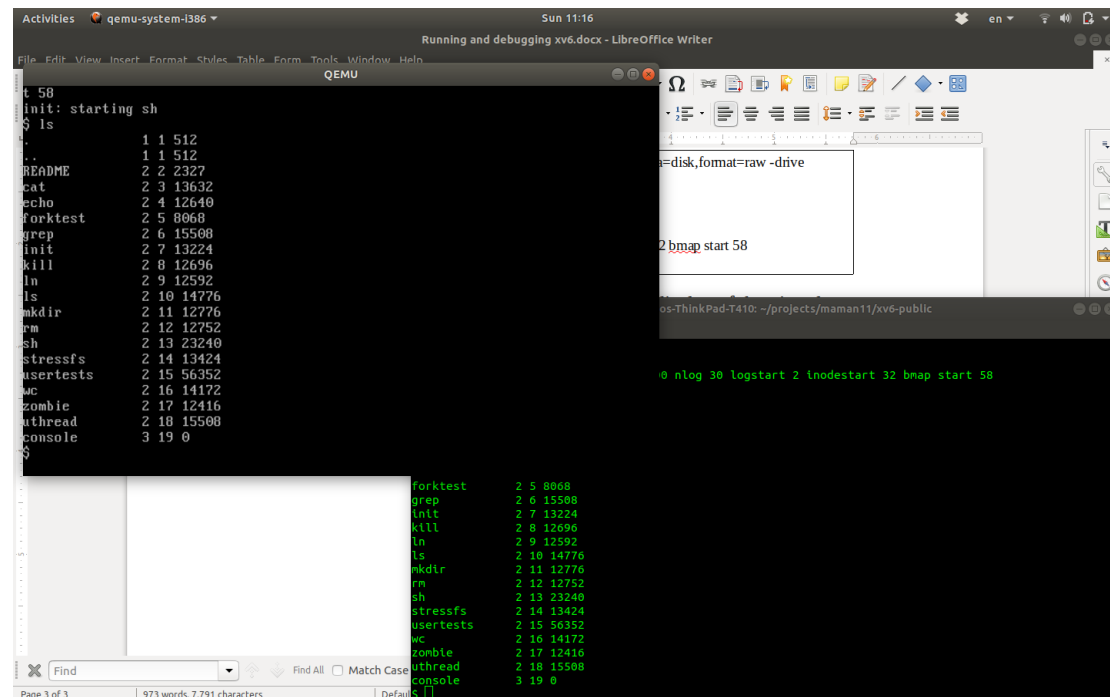 Activities qemu-system-i386 Sun 11:16 en
Running and debugging xv6.docx - LibreOffice Writer
File Edit View Insert Format Styles Table Form Tools Window Help
QEMU
t 58
init: starting sh
$ ls
. 1 1 512
.. 1 1 512
README 2 2 2327
cat 2 3 13632
echo 2 4 12640
forktest 2 5 8068
grep 2 6 15508
init 2 7 13224
kill 2 8 12696
ln 2 9 12592
ls 2 10 14776
mkdir 2 11 12776
rm 2 12 12752
sh 2 13 23240
stressfs 2 14 13424
usertests 2 15 56352
wc 2 16 14172
zombie 2 17 12416
uthread 2 18 15508
console 3 19 0
$
4 5 6
a=disk,format=raw -drive
2 bmap start 58
os-ThinkPad-T410: ~/projects/maman11/xv6-public
0 nlog 30 logstart 2 inodestart 32 bmap start 58
forktest 2 5 8068
grep 2 6 15508
init 2 7 13224
kill 2 8 12696
ln 2 9 12592
ls 2 10 14776
mkdir 2 11 12776
rm 2 12 12752
sh 2 13 23240
stressfs 2 14 13424
usertests 2 15 56352
wc 2 16 14172
zombie 2 17 12416
uthread 2 18 15508
console 3 19 0
$
5
Find Find All Match Case
Page 3 of 3 973 words, 7,791 characters Defaul